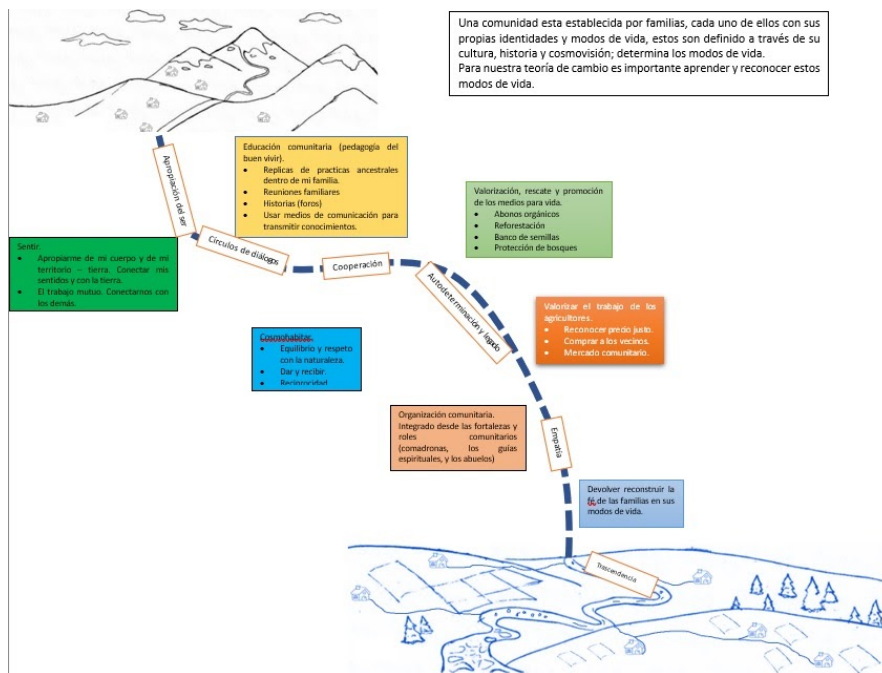 Una comunidad esta establecida por familias, cada uno de ellos con sus
propias identidades y modos de vida, estos son definido a través de su
cultura, historia y cosmovisión; determina los modos de vida.
Para nuestra teoría de cambio es importante aprender y reconocer estos
modos de vida.
Apropiación del ser
Educación comunitaria (pedagogía del
buen vivir).
• Replicas de practicas ancestrales
dentro de mi familia.
• Reuniones familiares
• Historias (foros)
• Usar medios de comunicación para
transmitir conocimientos.
Valorización, rescate y promoción
de los medios para vida.
• Abonos orgánicos
• Reforestación
• Banco de semillas
• Protección de bosques
Sentir.
• Apropiarme de mi cuerpo y de mi
territorio – tierra. Conectar mis
sentidos y con la tierra.
• El trabajo mutuo. Conectarnos con
los demás.
Círculos de diálogos
Cooperación
Autodeterminación y legado
Valorizar el trabajo de los
agricultores.
• Reconocer precio justo.
• Comprar a los vecinos.
• Mercado comunitario.
Cosmohabitar.
• Equilibrio y respeto
con la naturaleza.
• Dar y recibir.
• Reciprocidad
Organización comunitaria.
Integrado desde las fortalezas y
roles comunitarios
(comadronas, los guías
espirituales, y los abuelos)
Empatía
Devolver reconstruir la
fé de las familias en sus
modos de vida.
Trascendencia